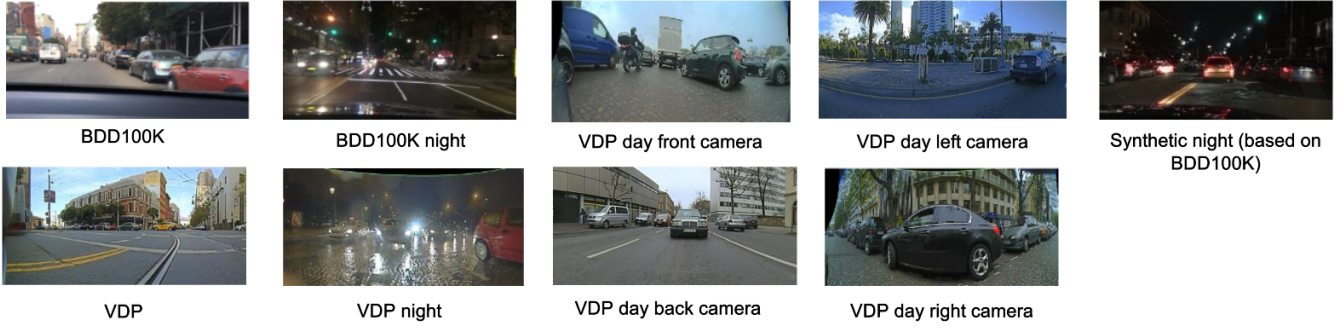 BDD100K
BDD100K night
VDP day front camera
VDP day left camera
Synthetic night (based on
BDD100K)
VDP
VDP night
VDP day back camera
VDP day right camera